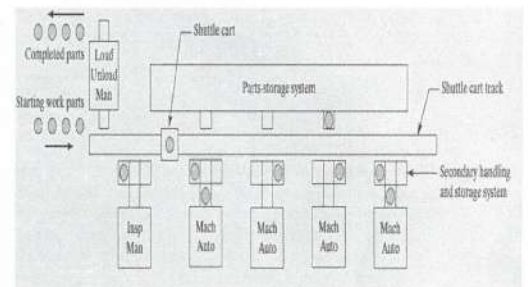 Shuttle cart
Completed parts
Load
Unload
Man
Parts-storage system
Shuttle cart track
Starting work parts
Secondary handling
and storage system
Insp
Man
Mach
Auto
Mach
Auto
Mach
Auto
Mach
Auto